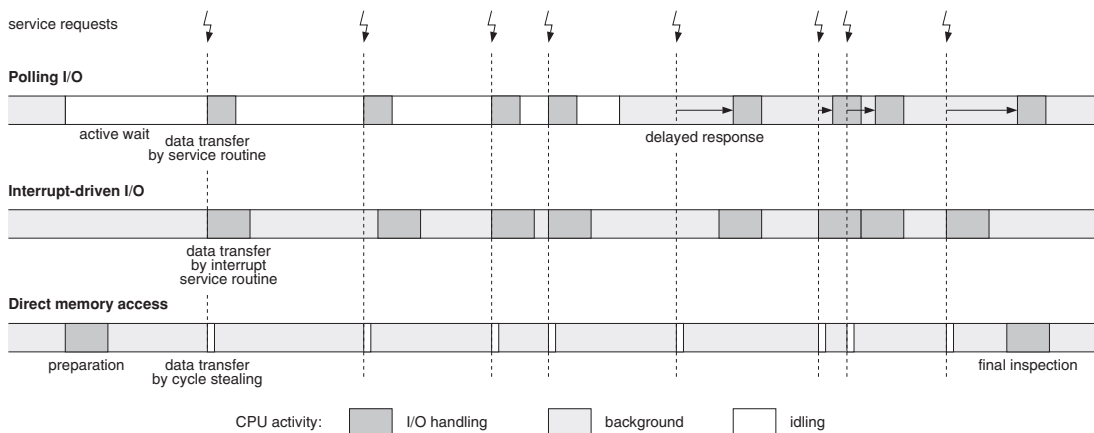 service requests
Polling I/O
active wait
data transfer
by service routine
delayed response
Interrupt-driven I/O
data transfer
by interrupt
service routine
Direct memory access
preparation
data transfer
by cycle stealing
final inspection
CPU activity:
I/O handling
background
idling